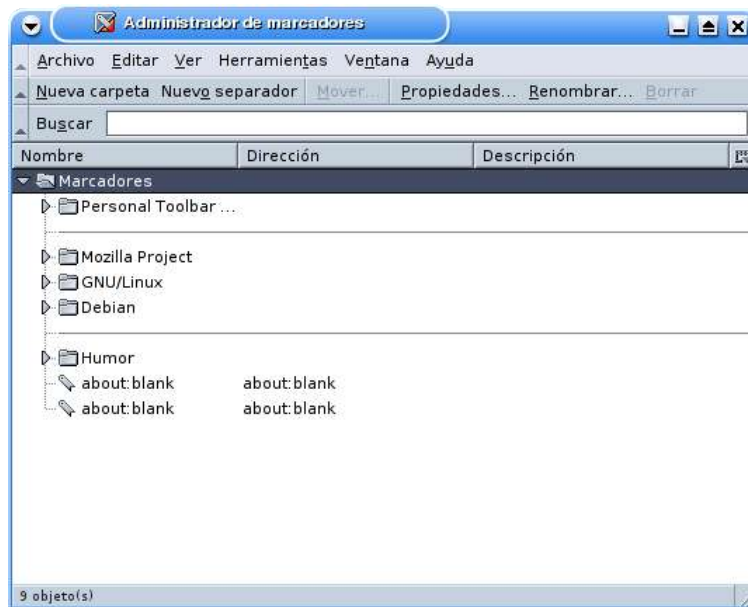 Administrador de marcadores
Archivo Editar Ver Herramientas Ventana Ayuda
Nueva carpeta Nuevo separador Mover... Propiedades... Renombrar... Borrar
Buscar
Nombre Dirección Descripción
Marcadores
Personal Toolbar ...
Mozilla Project
GNU/Linux
Debian
Humor
about:blank about:blank
about:blank about:blank
9 objeto(s)